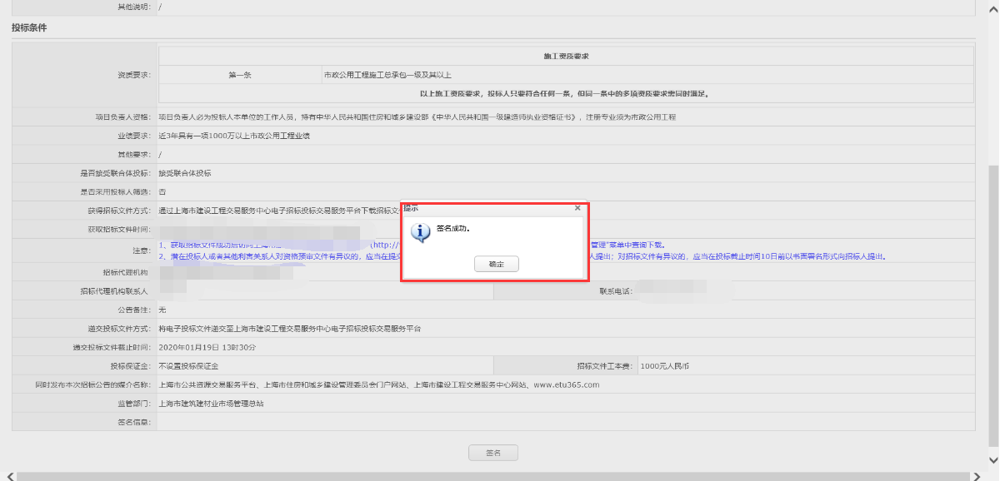 其他说明： /
投标条件
施工资质要求
资质要求： 第一条 市政公用工程施工总承包一级及其以上
以上施工资质要求，投标人只要符合任何一条，但同一条中的多项资质要求需同时满足。
项目负责人资格： 项目负责人必为投标人本单位的工作人员，持有中华人民共和国住房和城乡建设部《中华人民共和国一级建造师执业资格证书》，注册专业须为市政公用工程
业绩要求： 近3年具有一项1000万以上市政公用工程业绩
其他要求： /
是否接受联合体投标： 接受联合体投标
是否采用投标人筛选： 否
获得招标文件方式： 通过上海市建设工程交易服务中心电子招标投标交易服务平台下载招标文
提示
签名成功。
确定
获取招标文件时间：
注意： 1、获取招标文件成功后访问上海市 （http:// 管理"菜单中查询下载。
2、潜在投标人或者其他利害关系人对资格预审文件有异议的，应当在提交 人提出；对招标文件有异议的，应当在投标截止时间10日前以书面署名形式向招标人提出。
招标代理机构
招标代理机构联系人 联系电话：
公告备注： 无
递交投标文件方式： 将电子投标文件递交至上海市建设工程交易服务中心电子招标投标交易服务平台
递交投标文件截止时间： 2020年01月19日 13时30分
投标保证金： 不设置投标保证金 招标文件工本费： 1000元人民币
同时发布本次招标公告的媒介名称： 上海市公共资源交易服务平台、上海市住房和城乡建设管理委员会门户网站、上海市建设工程交易服务中心网站、www.etu365.com
监管部门： 上海市建筑建材业市场管理总站
签名信息：
签名